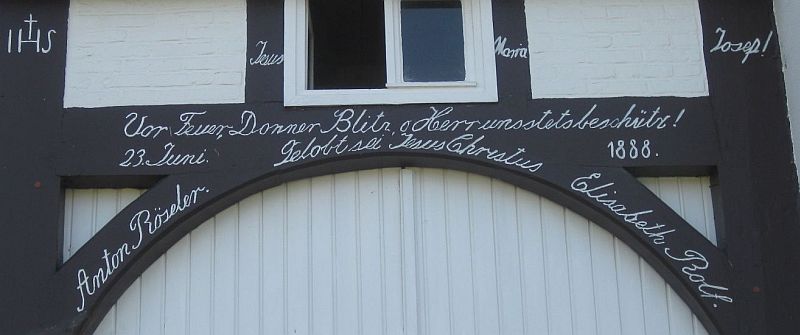 IHS
Jesus Maria Josep!
Vor Feuer Donner Blitz, o Herr uns stets beschütz!
23. Juni. Gelobt sei Jesus Christus 1888.
Anton Röseler. Elisabeth Rolf.